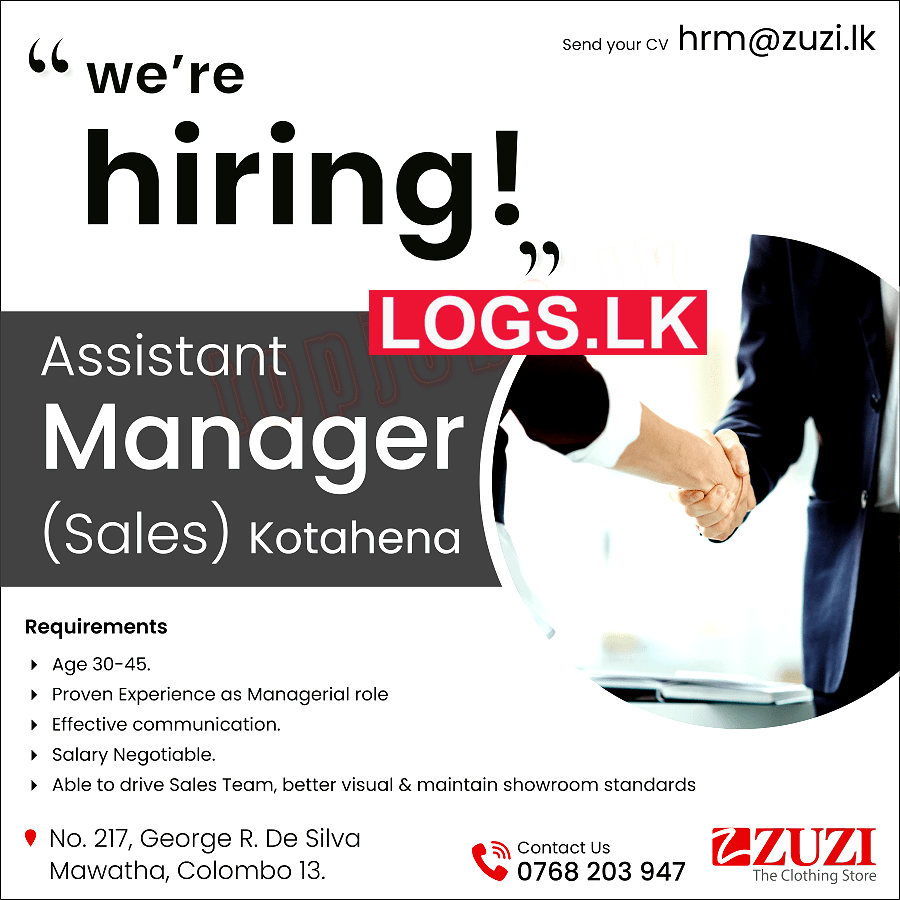 Send your CV hrm@zuzi.lk
“ we’re
hiring! ”
LOGS.LK
Assistant
Manager
(Sales) Kotahena
Requirements
Age 30-45.
Proven Experience as Managerial role
Effective communication.
Salary Negotiable.
Able to drive Sales Team, better visual & maintain showroom standards
No. 217, George R. De Silva
Mawatha, Colombo 13.
Contact Us
0768 203 947
ZUZI
The Clothing Store